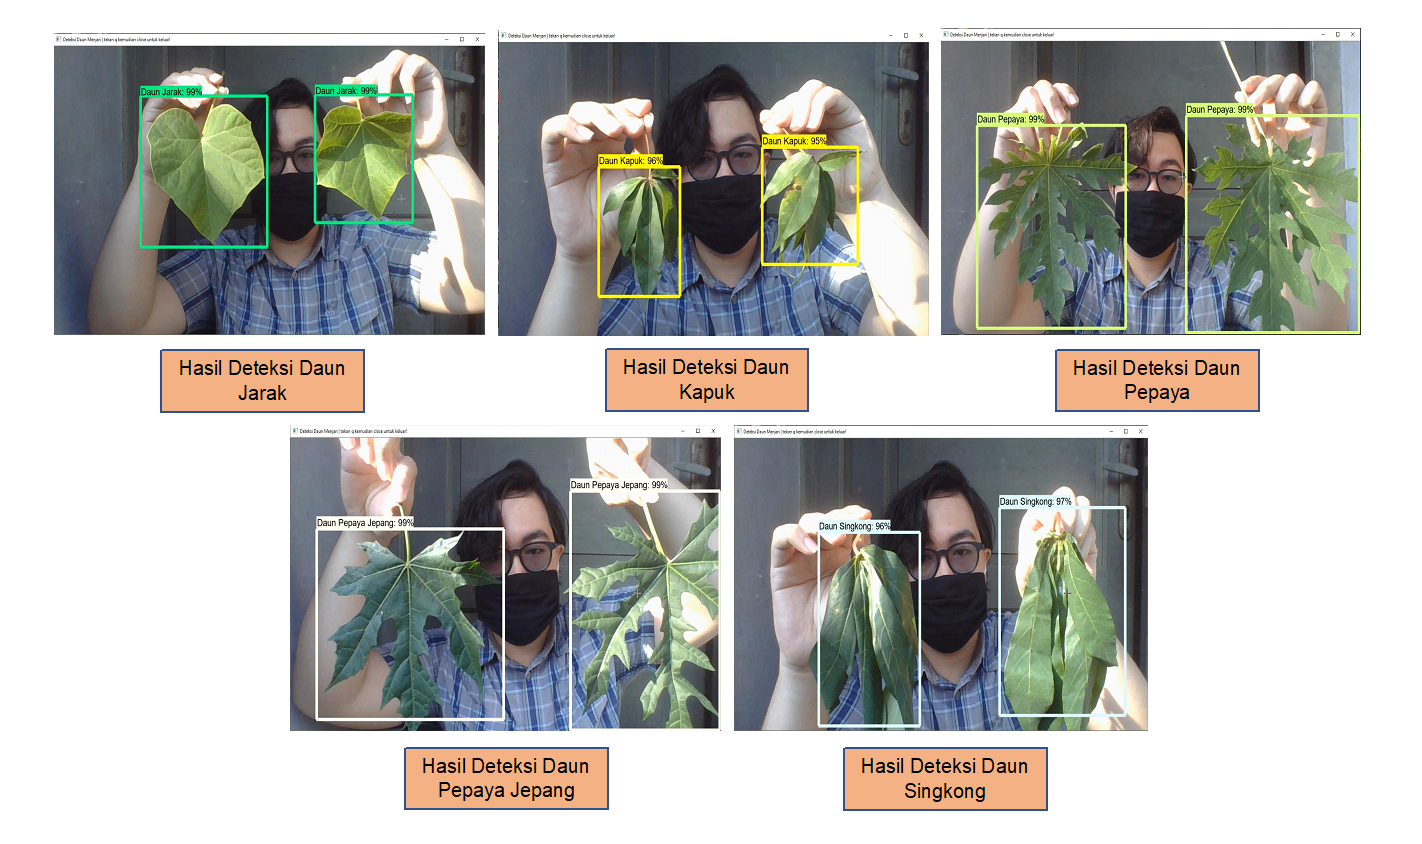 Deteksi Daun Menjari | tekan q kemudian close untuk keluar!
Daun Jarak: 99%
Daun Jarak: 99%
Hasil Deteksi Daun
Jarak
Deteksi Daun Menjari | tekan q kemudian close untuk keluar!
Daun Kapuk: 96%
Daun Kapuk: 95%
Hasil Deteksi Daun
Kapuk
Deteksi Daun Menjari | tekan q kemudian close untuk keluar!
Daun Pepaya: 99%
Daun Pepaya: 99%
Hasil Deteksi Daun
Pepaya
Deteksi Daun Menjari | tekan q kemudian close untuk keluar!
Daun Pepaya Jepang: 99%
Daun Pepaya Jepang: 99%
Hasil Deteksi Daun
Pepaya Jepang
Deteksi Daun Menjari | tekan q kemudian close untuk keluar!
Daun Singkong: 96%
Daun Singkong: 97%
Hasil Deteksi Daun
Singkong